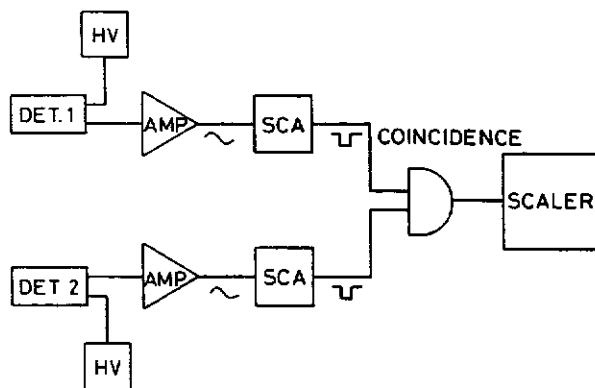 HV
DET.1
AMP
SCA
COINCIDENCE
SCALER
DET 2
AMP
SCA
HV